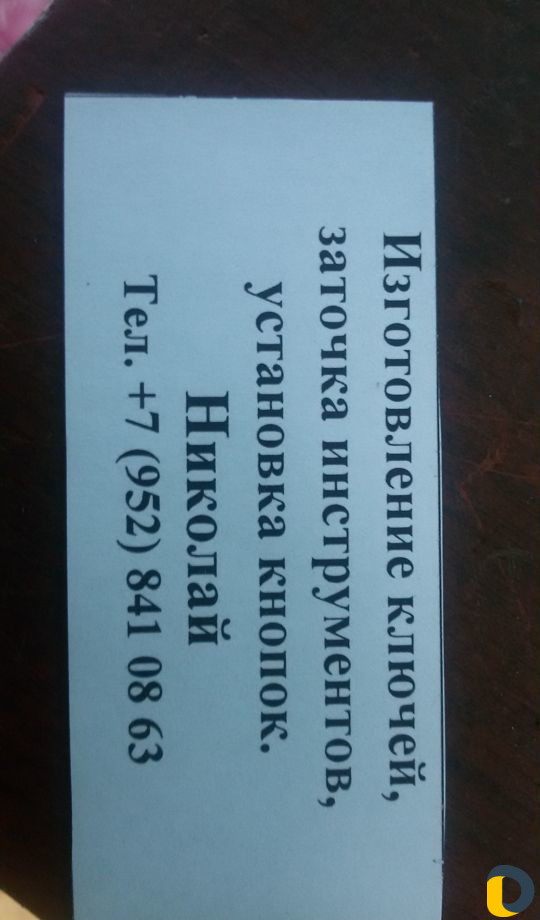 Изготовление ключей,
заточка инструментов,
установка кнопок.
Николай
Тел. +7 (952) 841 08 63